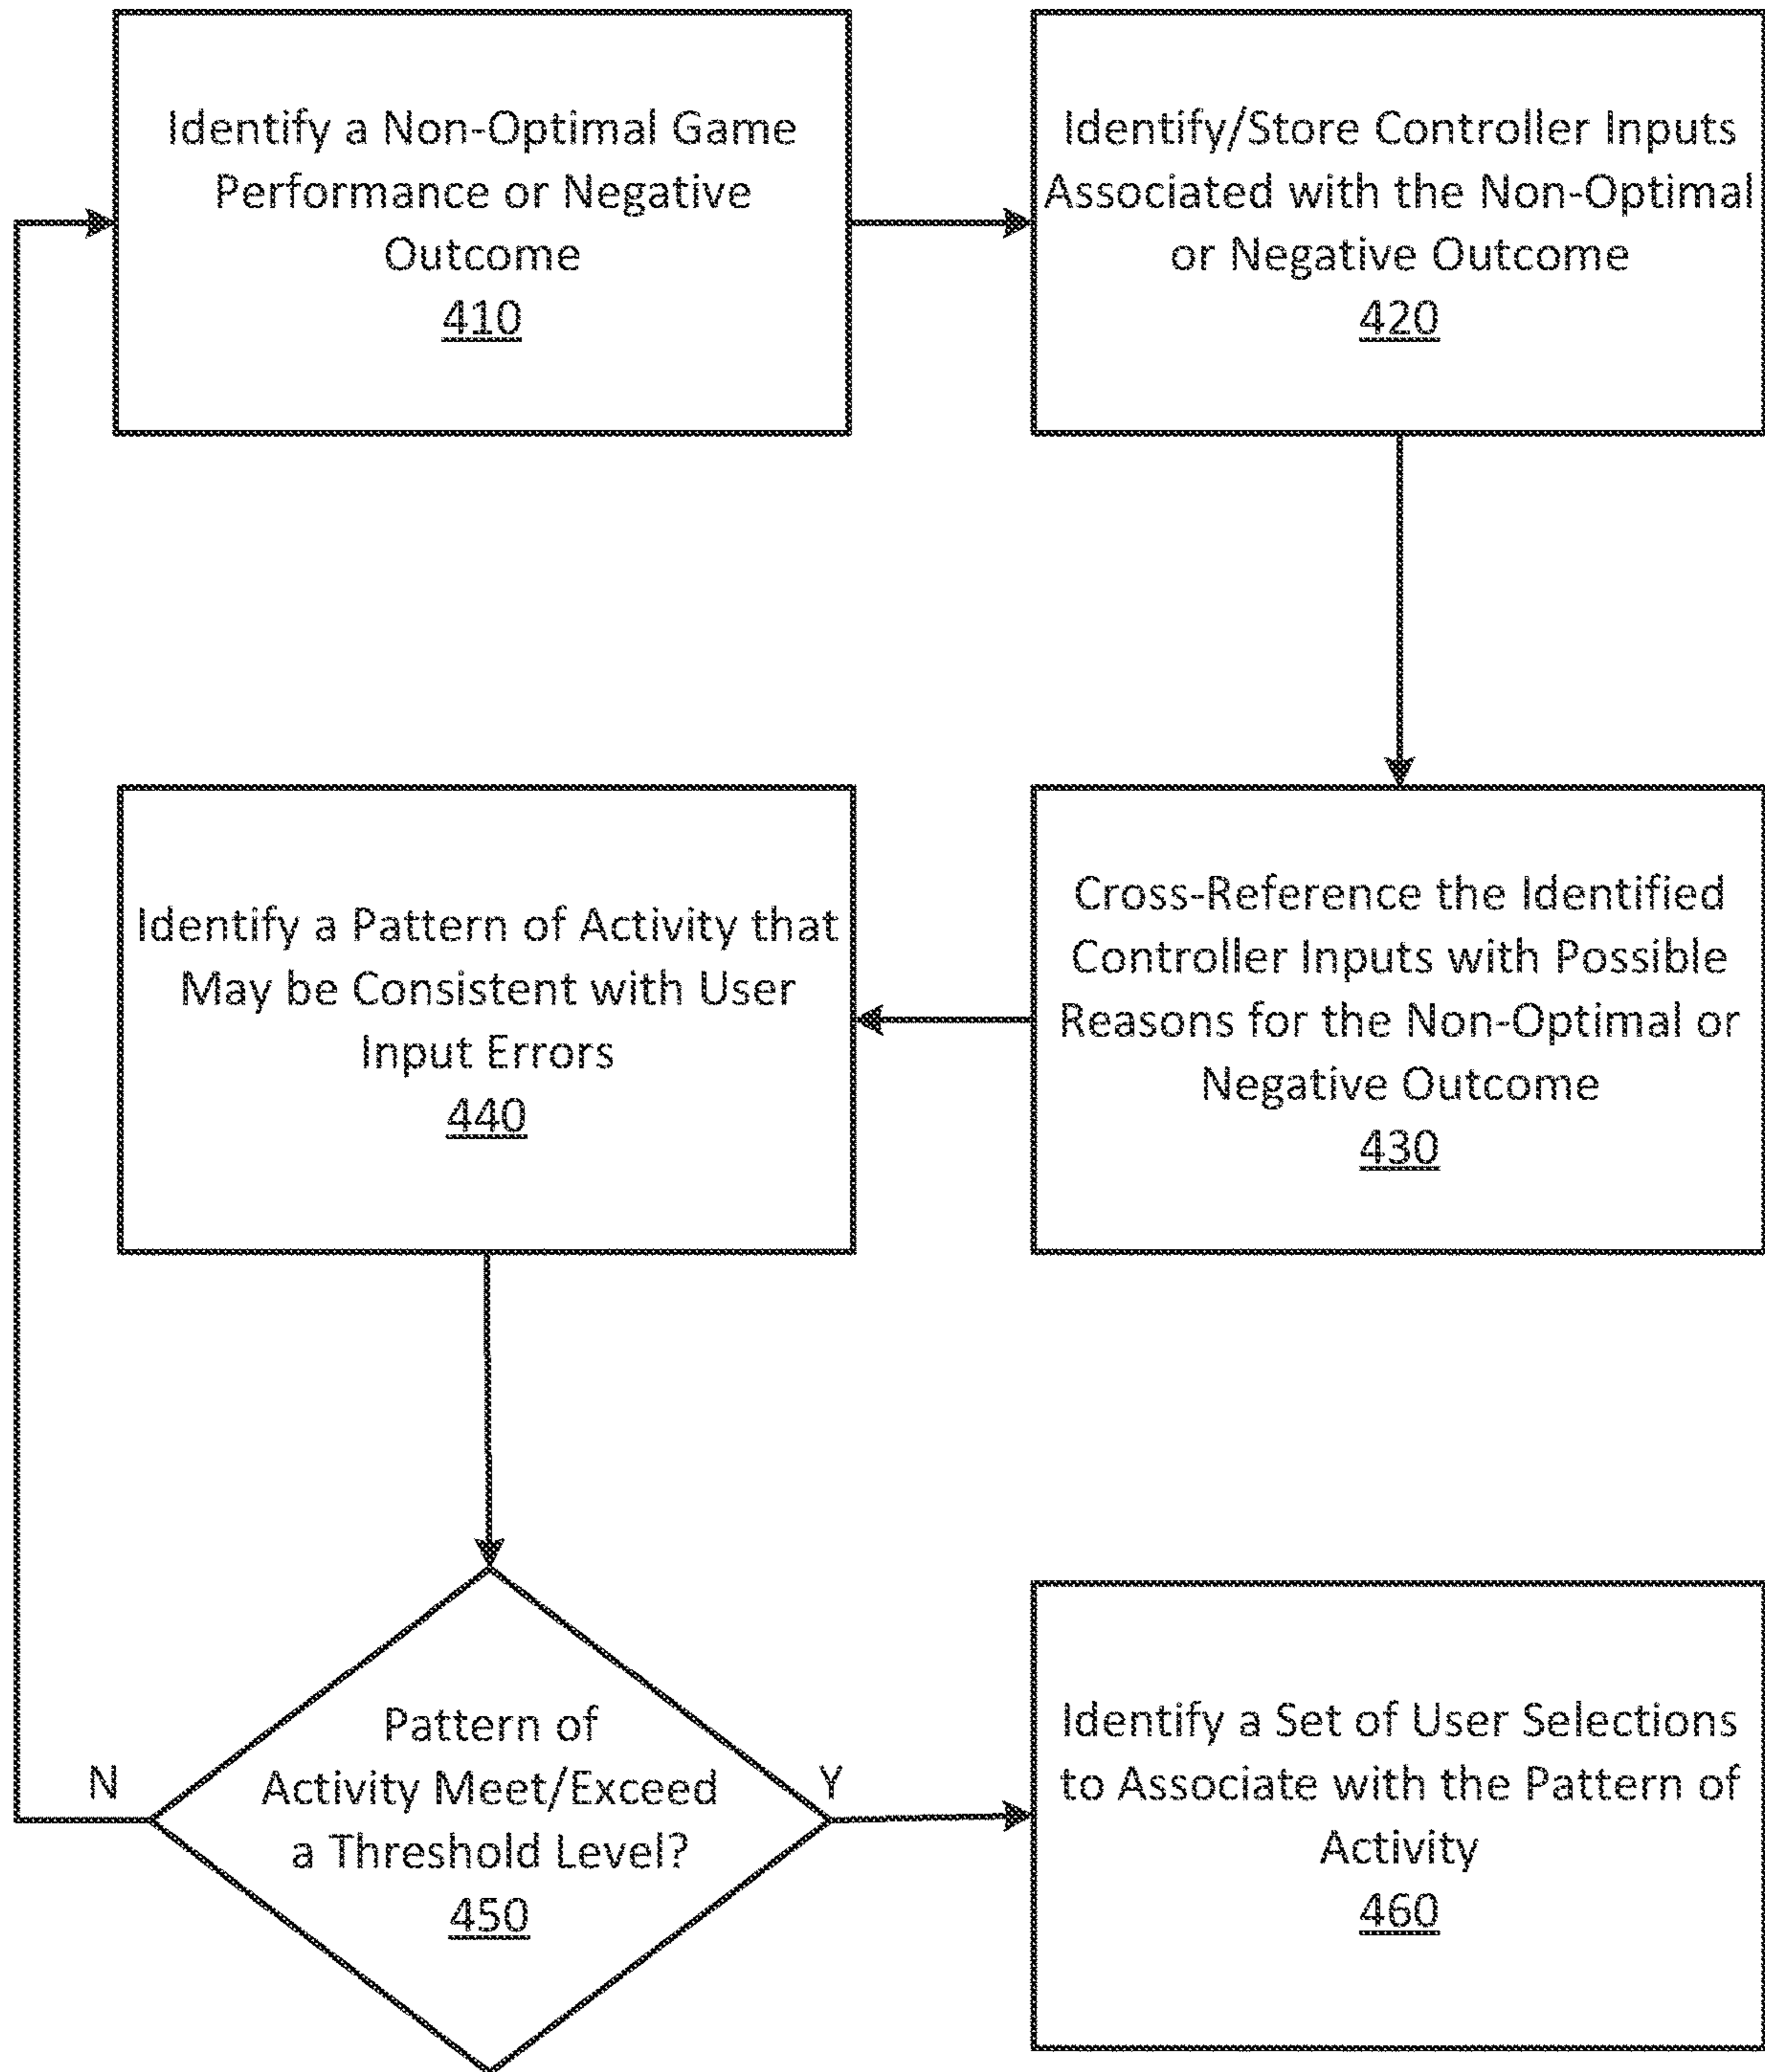 Identify a Non-Optimal Game
Performance or Negative
Outcome
410
Identify/Store Controller Inputs
Associated with the Non-Optimal
or Negative Outcome
420
Cross-Reference the Identified
Controller Inputs with Possible
Reasons for the Non-Optimal or
Negative Outcome
430
Identify a Pattern of Activity that
May be Consistent with User
Input Errors
440
Pattern of
Activity Meet/Exceed
a Threshold Level?
450
N
Y
Identify a Set of User Selections
to Associate with the Pattern of
Activity
460